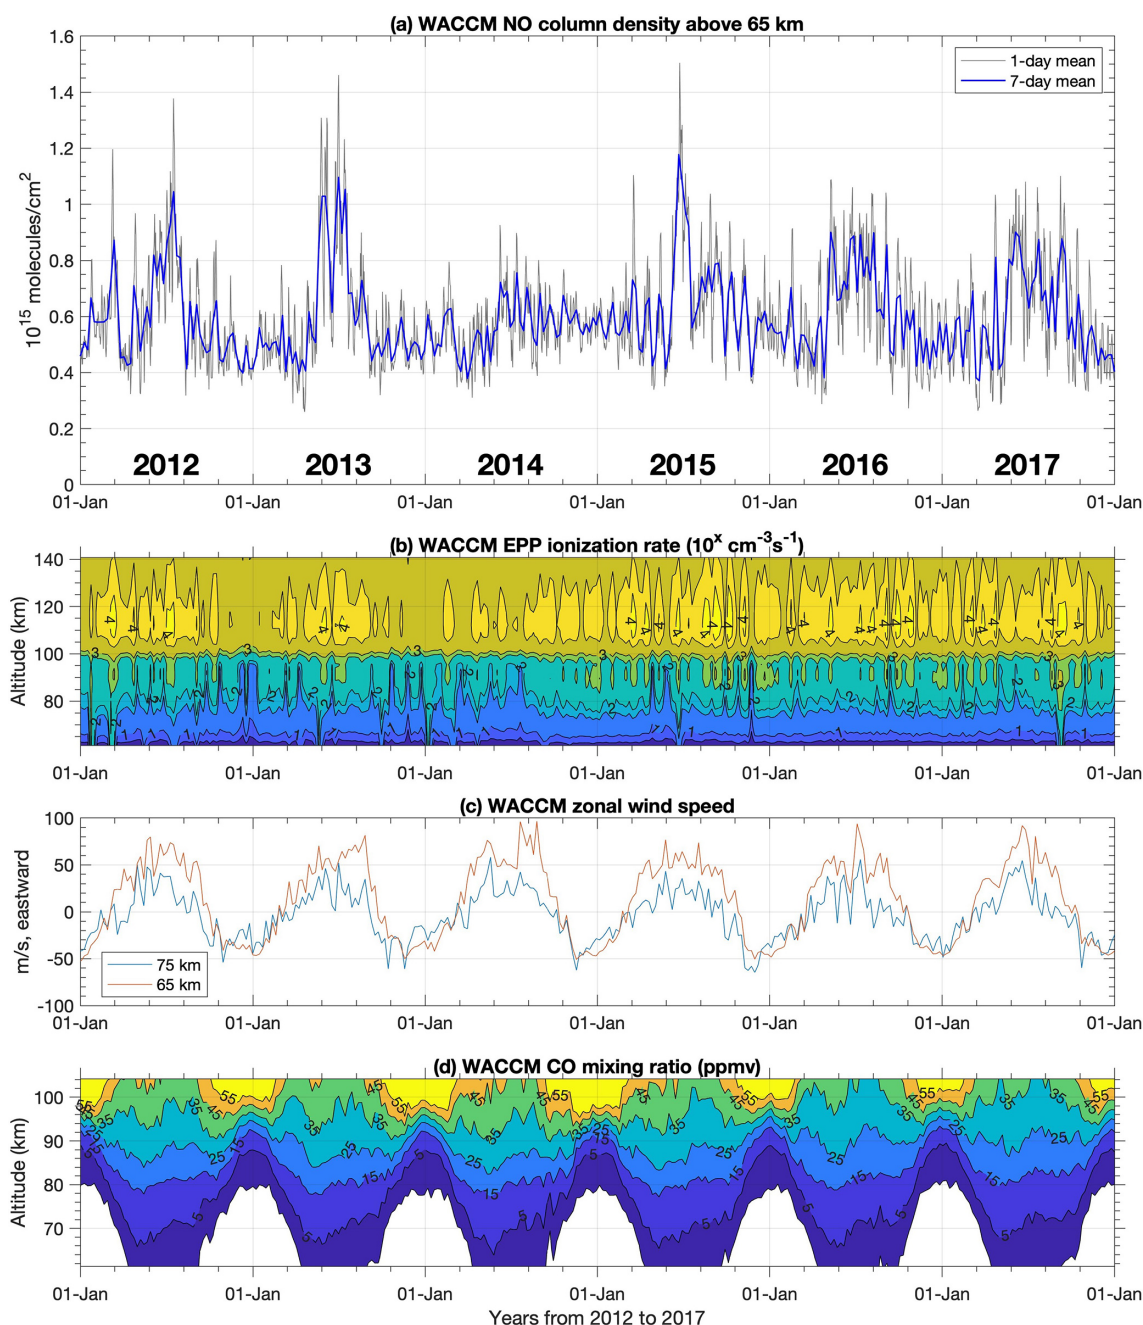 (a) WACCM NO column density above 65 km
1.6
1.4
1.2
1
0.8
0.6
0.4
0.2
0
10^15 molecules/cm^2
1-day mean
7-day mean
2012 2013 2014 2015 2016 2017
01-Jan 01-Jan 01-Jan 01-Jan 01-Jan 01-Jan 01-Jan
(b) WACCM EPP ionization rate (10^x cm^-3 s^-1)
140
120
100
80
Altitude (km)
01-Jan 01-Jan 01-Jan 01-Jan 01-Jan 01-Jan 01-Jan
(c) WACCM zonal wind speed
100
50
0
-50
-100
m/s, eastward
75 km
65 km
01-Jan 01-Jan 01-Jan 01-Jan 01-Jan 01-Jan 01-Jan
(d) WACCM CO mixing ratio (ppmv)
100
90
80
70
Altitude (km)
01-Jan 01-Jan 01-Jan 01-Jan 01-Jan 01-Jan 01-Jan
Years from 2012 to 2017